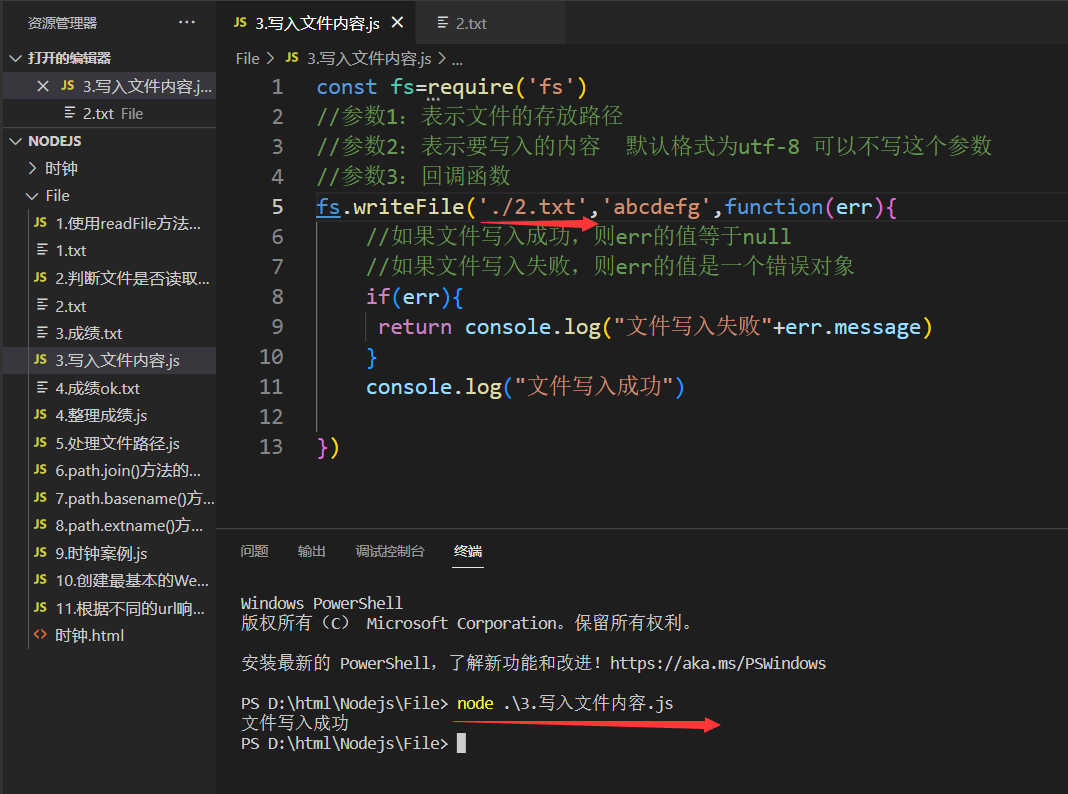 资源管理器 ...
打开的编辑器
JS 3.写入文件内容.j...
2.txt File
NODEJS
时钟
File
JS 1.使用readFile方法...
1.txt
JS 2.判断文件是否读取...
2.txt
3.成绩.txt
JS 3.写入文件内容.js
4.成绩ok.txt
JS 4.整理成绩.js
JS 5.处理文件路径.js
JS 6.path.join()方法的...
JS 7.path.basename()方...
JS 8.path.extname()方...
JS 9.时钟案例.js
JS 10.创建最基本的We...
JS 11.根据不同的url响...
<> 时钟.html
JS 3.写入文件内容.js × 2.txt
File > JS 3.写入文件内容.js > ...
1 const fs=require('fs')
2 //参数1：表示文件的存放路径
3 //参数2：表示要写入的内容  默认格式为utf-8 可以不写这个参数
4 //参数3：回调函数
5 fs.writeFile('./2.txt','abcdefg',function(err){
6     //如果文件写入成功，则err的值等于null
7     //如果文件写入失败，则err的值是一个错误对象
8     if(err){
9      return console.log("文件写入失败"+err.message)
10     }
11     console.log("文件写入成功")
12
13 })
问题 输出 调试控制台 终端
Windows PowerShell
版权所有（C） Microsoft Corporation。保留所有权利。
安装最新的 PowerShell，了解新功能和改进！https://aka.ms/PSWindows
PS D:\html\Nodejs\File> node .\3.写入文件内容.js
文件写入成功
PS D:\html\Nodejs\File>